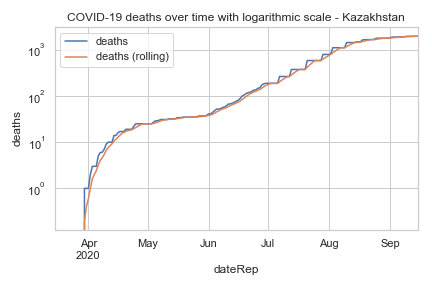 COVID-19 deaths over time with logarithmic scale - Kazakhstan
deaths
deaths (rolling)
10³
10²
10¹
10⁰
deaths
Apr May Jun Jul Aug Sep
2020
dateRep